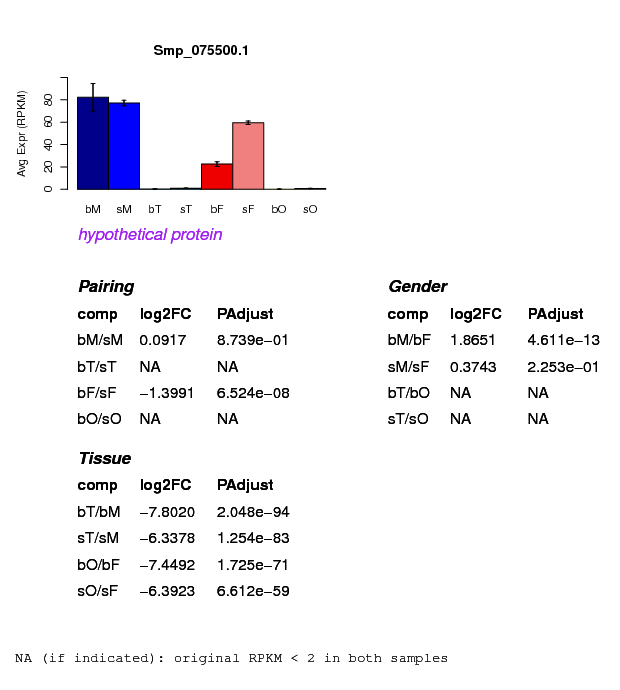 Smp_075500.1
Avg Expr (RPKM)
0 20 40 60 80
bM sM bT sT bF sF bO sO
hypothetical protein
Pairing
comp log2FC PAdjust
bM/sM 0.0917 8.739e−01
bT/sT NA NA
bF/sF −1.3991 6.524e−08
bO/sO NA NA
Gender
comp log2FC PAdjust
bM/bF 1.8651 4.611e−13
sM/sF 0.3743 2.253e−01
bT/bO NA NA
sT/sO NA NA
Tissue
comp log2FC PAdjust
bT/bM −7.8020 2.048e−94
sT/sM −6.3378 1.254e−83
bO/bF −7.4492 1.725e−71
sO/sF −6.3923 6.612e−59
NA (if indicated): original RPKM < 2 in both samples